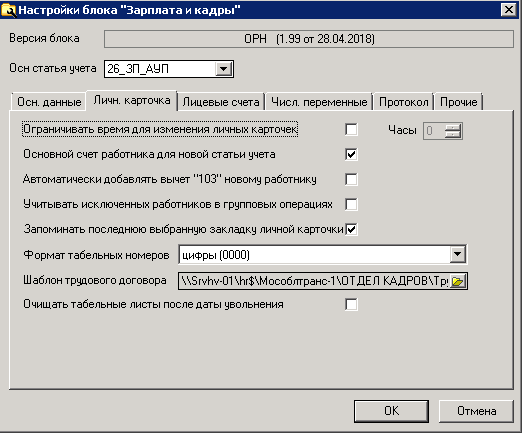 Настройки блока "Зарплата и кадры"
Версия блока ОРН (1.99 от 28.04.2018)
Осн статья учета 26_ЗП_АУП
Осн. данные Личн. карточка Лицевые счета Числ. переменные Протокол Прочие
Ограничивать время для изменения личных карточек Часы 0
Основной счет работника для новой статьи учета
Автоматически добавлять вычет "103" новому работнику
Учитывать исключенных работников в групповых операциях
Запоминать последнюю выбранную закладку личной карточки
Формат табельных номеров цифры (0000)
Шаблон трудового договора \\Srvhv-01\hr$\Мособлтранс-1\ОТДЕЛ КАДРОВ\Тру
Очищать табельные листы после даты увольнения
OK Отмена